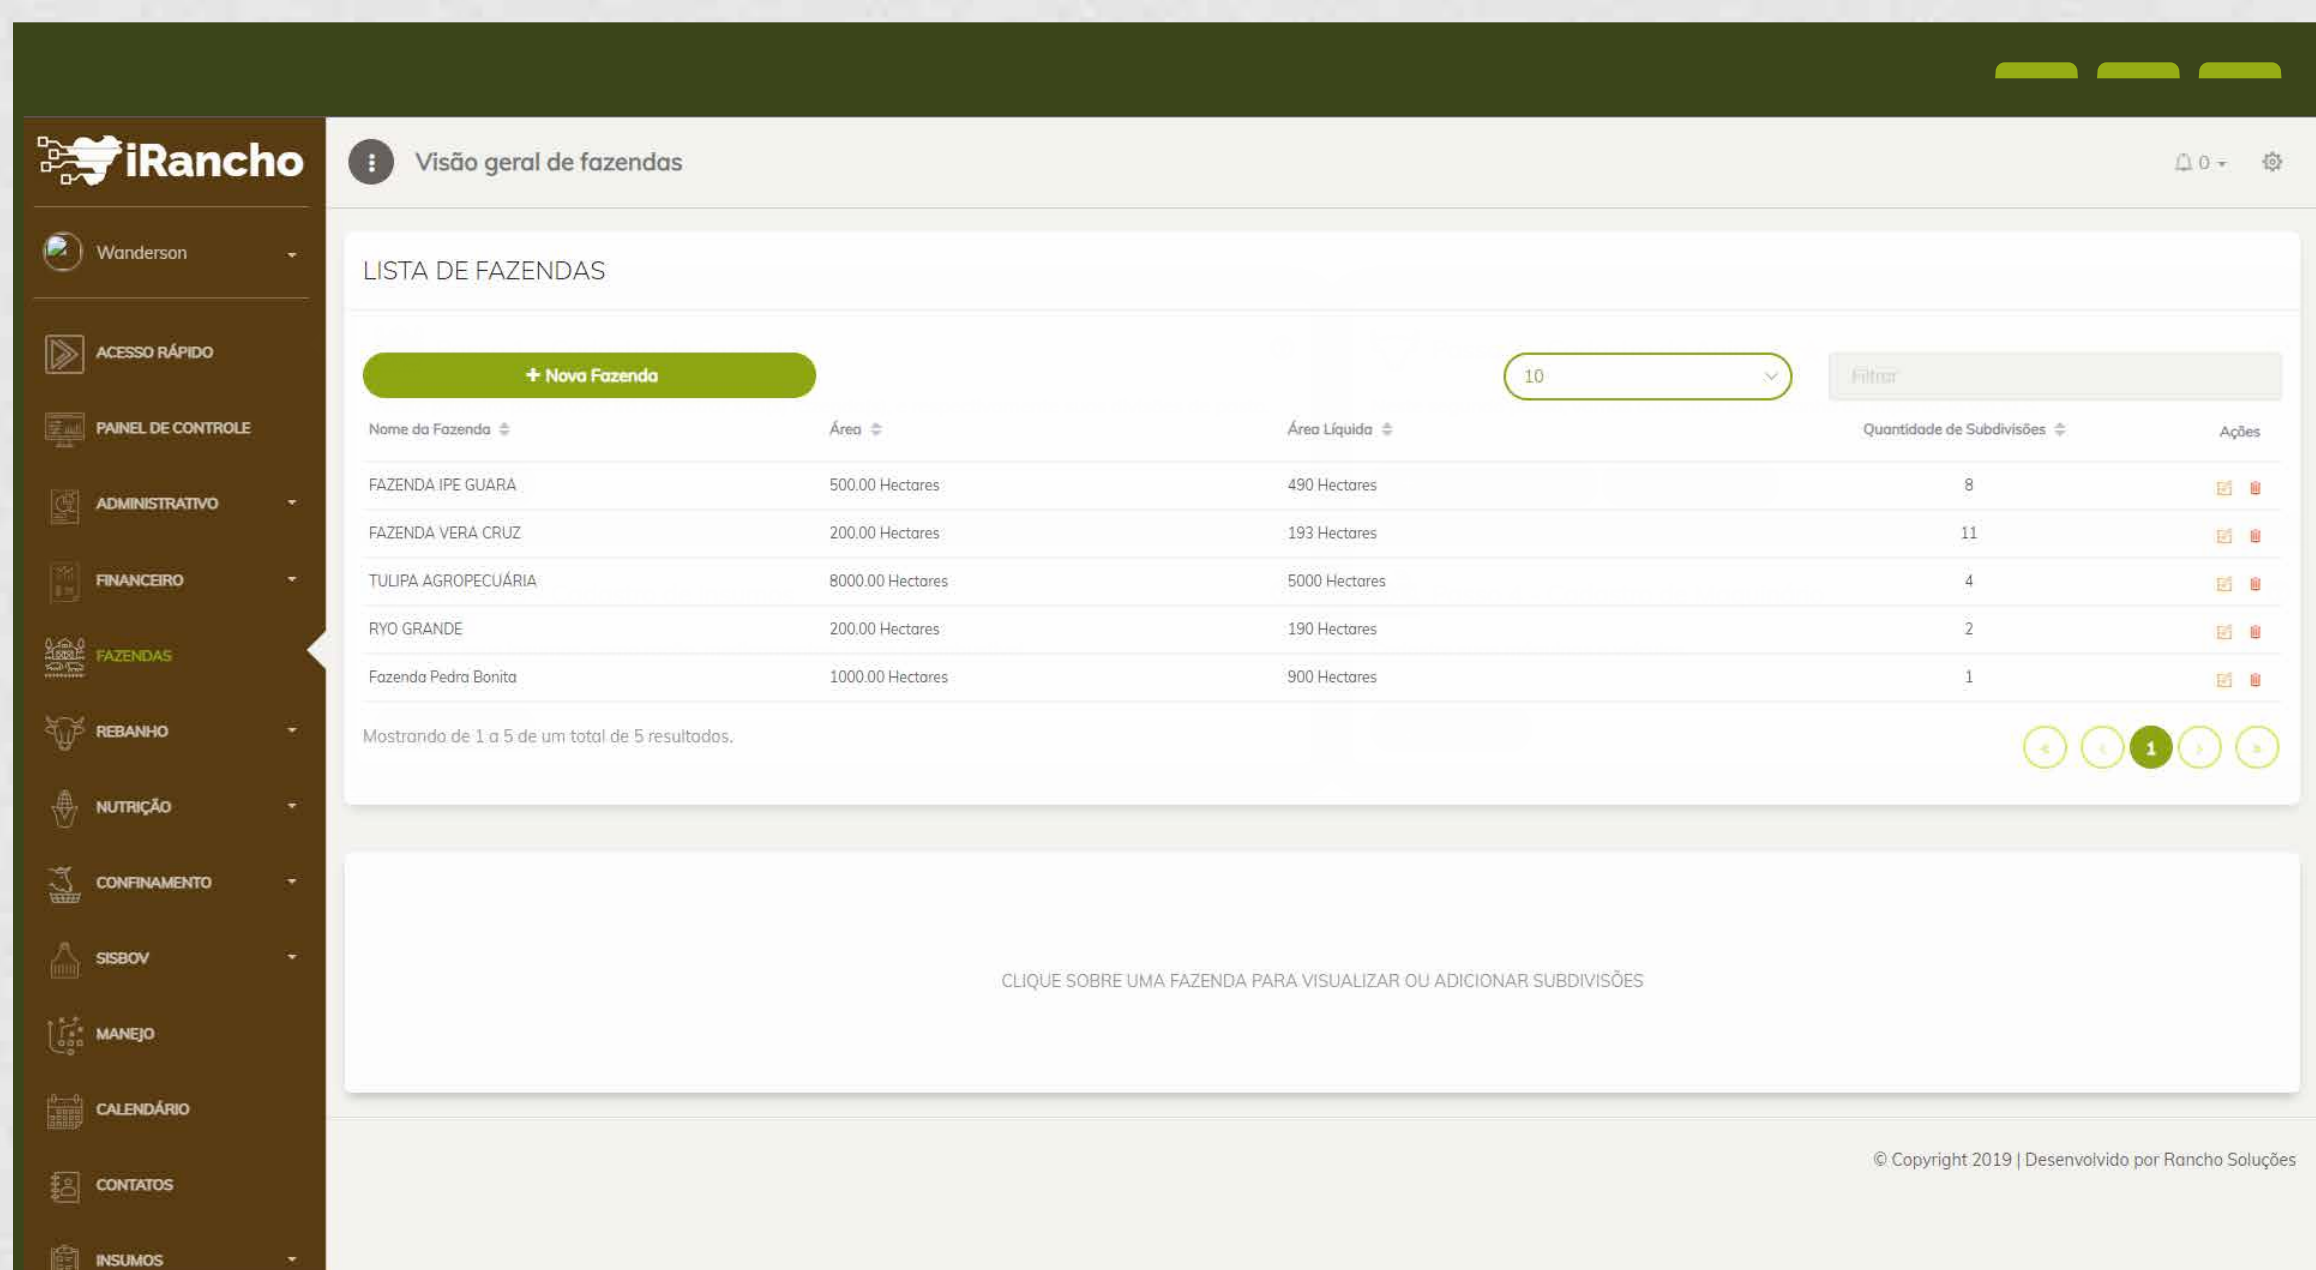 iRancho
Visão geral de fazendas
0
Wanderson
LISTA DE FAZENDAS
ACESSO RÁPIDO
PAINEL DE CONTROLE
ADMINISTRATIVO
FINANCEIRO
FAZENDAS
REBANHO
NUTRIÇÃO
CONFINAMENTO
SISBOV
MANEJO
CALENDÁRIO
CONTATOS
INSUMOS
+ Nova Fazenda
10
Filtrar
Nome da Fazenda Área Área Líquida Quantidade de Subdivisões Ações
FAZENDA IPE GUARA 500.00 Hectares 490 Hectares 8
FAZENDA VERA CRUZ 200.00 Hectares 193 Hectares 11
TULIPA AGROPECUÁRIA 8000.00 Hectares 5000 Hectares 4
RYO GRANDE 200.00 Hectares 190 Hectares 2
Fazenda Pedra Bonita 1000.00 Hectares 900 Hectares 1
Mostrando de 1 a 5 de um total de 5 resultados.
« ‹ 1 › »
CLIQUE SOBRE UMA FAZENDA PARA VISUALIZAR OU ADICIONAR SUBDIVISÕES
© Copyright 2019 | Desenvolvido por Rancho Soluções